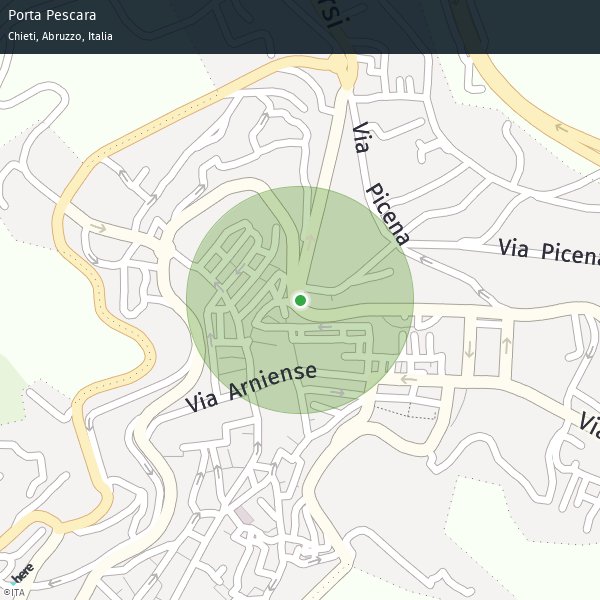 Porta Pescara
Chieti, Abruzzo, Italia
rsi
Via Picena
Via Picena
Via Arniense
Via
here
©ITA